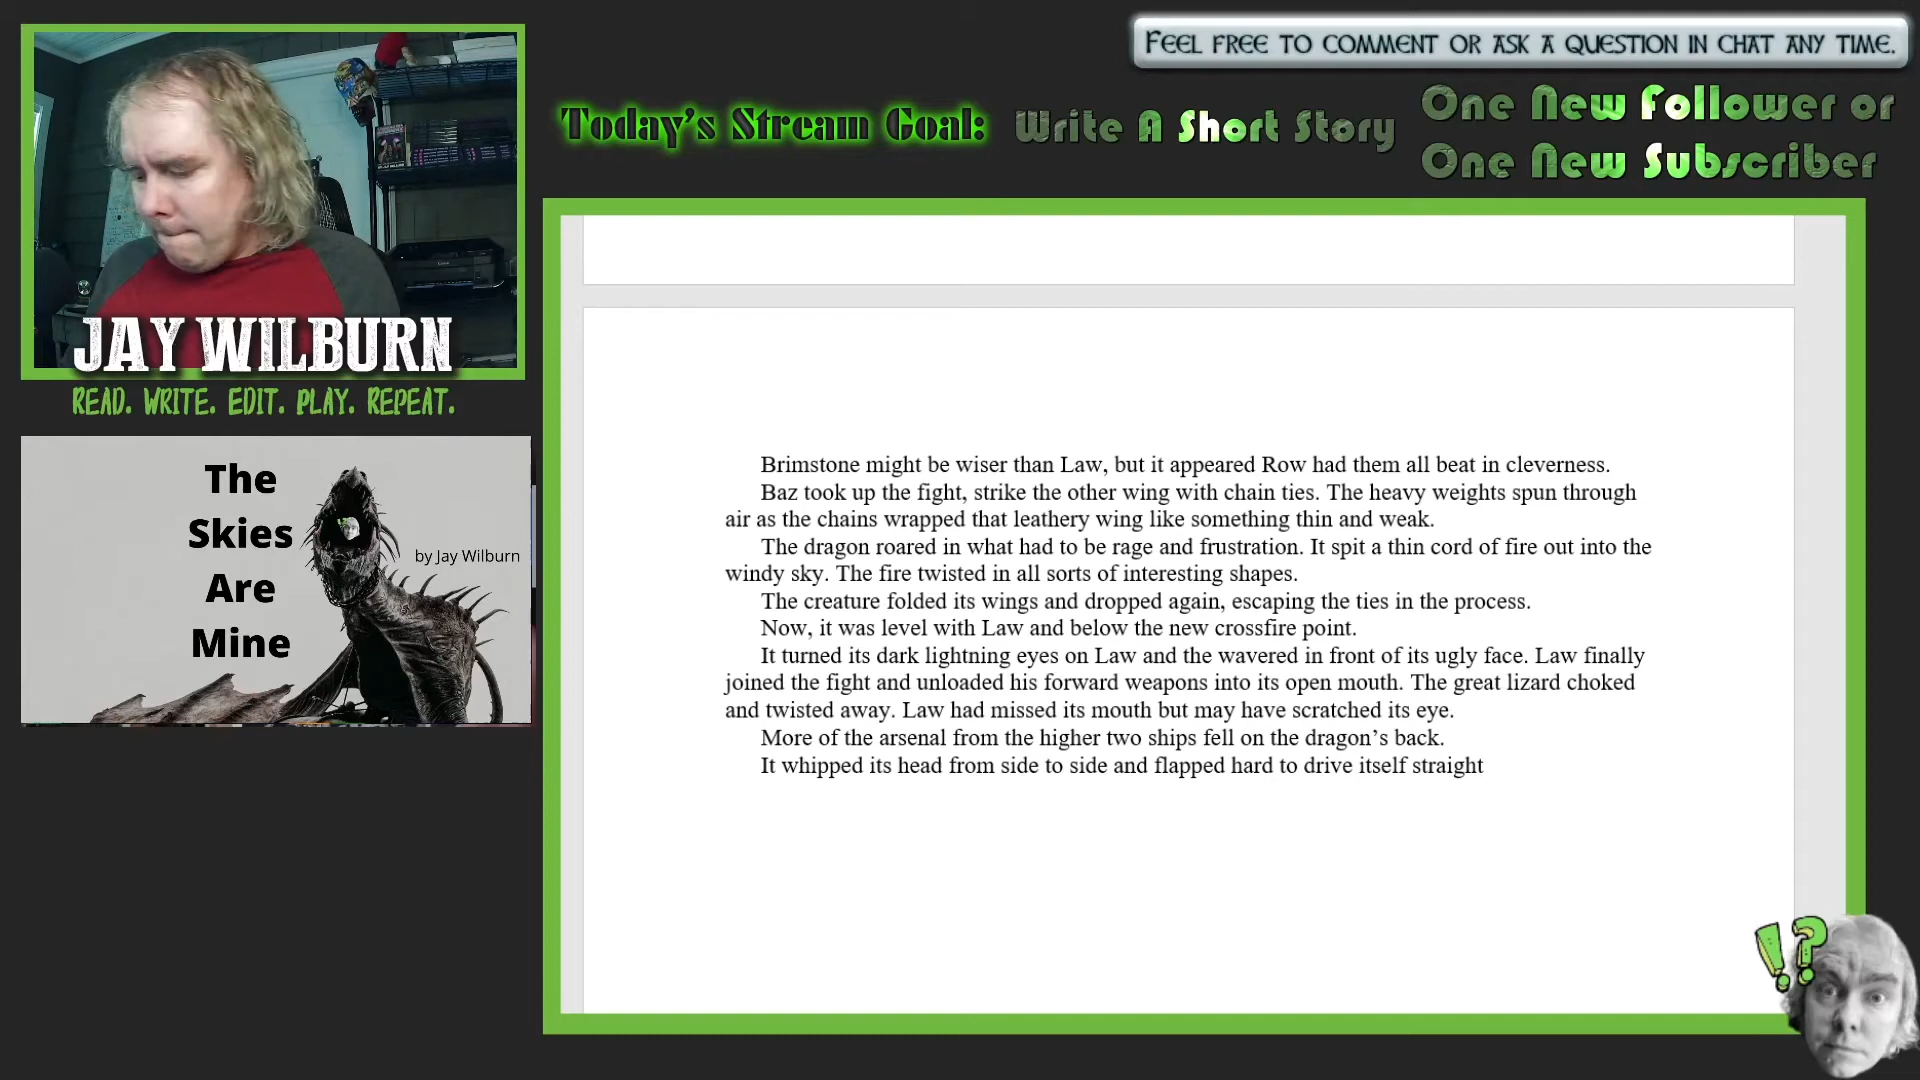 Feel free to comment or ask a question in chat any time.
Today's Stream Goal:
Write A Short Story
One New Follower or
One New Subscriber
JAY WILBURN
READ. WRITE. EDIT. PLAY. REPEAT.
The
Skies
Are
Mine
by Jay Wilburn
Brimstone might be wiser than Law, but it appeared Row had them all beat in cleverness.
Baz took up the fight, strike the other wing with chain ties. The heavy weights spun through
air as the chains wrapped that leathery wing like something thin and weak.
The dragon roared in what had to be rage and frustration. It spit a thin cord of fire out into the
windy sky. The fire twisted in all sorts of interesting shapes.
The creature folded its wings and dropped again, escaping the ties in the process.
Now, it was level with Law and below the new crossfire point.
It turned its dark lightning eyes on Law and the wavered in front of its ugly face. Law finally
joined the fight and unloaded his forward weapons into its open mouth. The great lizard choked
and twisted away. Law had missed its mouth but may have scratched its eye.
More of the arsenal from the higher two ships fell on the dragon’s back.
It whipped its head from side to side and flapped hard to drive itself straight
!?